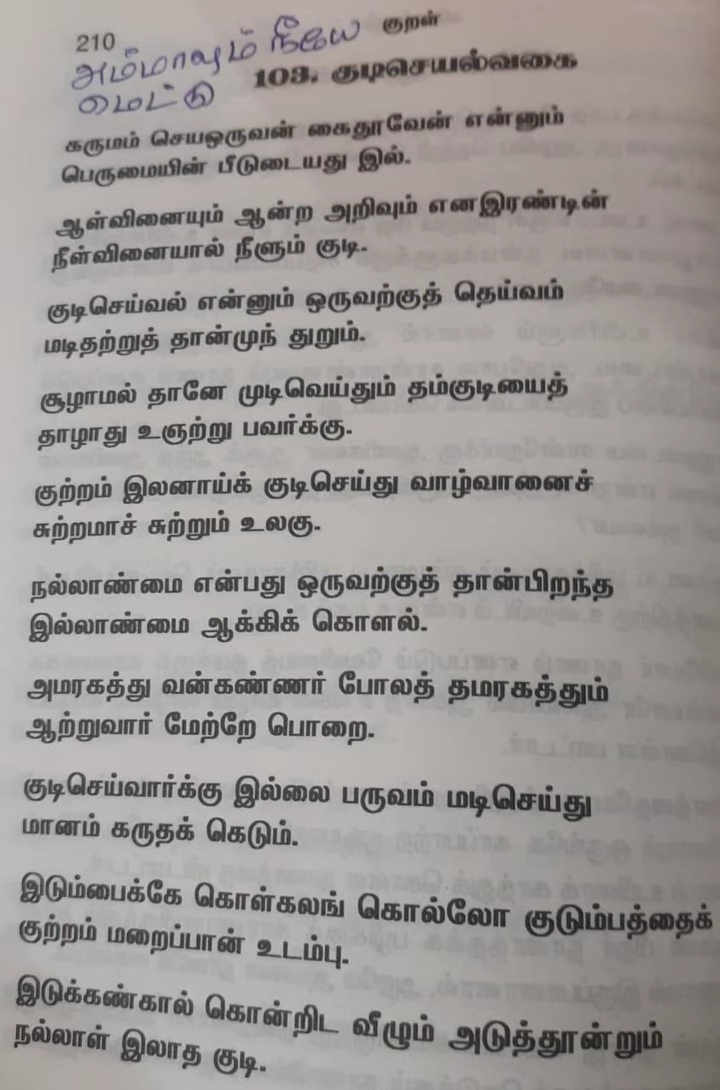 210
குறள்
அம்மாவும் நீயே
மெட்டு
103. குடிசெயல்வகை
கருமம் செயஒருவன் கைதூவேன் என்னும்
பெருமையின் பீடுடையது இல்.
ஆள்வினையும் ஆன்ற அறிவும் எனஇரண்டின்
நீள்வினையால் நீளும் குடி.
குடிசெய்வல் என்னும் ஒருவற்குத் தெய்வம்
மடிதற்றுத் தான்முந் துறும்.
சூழாமல் தானே முடிவெய்தும் தம்குடியைத்
தாழாது உஞற்று பவர்க்கு.
குற்றம் இலனாய்க் குடிசெய்து வாழ்வானைச்
சுற்றமாச் சுற்றும் உலகு.
நல்லாண்மை என்பது ஒருவற்குத் தான்பிறந்த
இல்லாண்மை ஆக்கிக் கொளல்.
அமரகத்து வன்கண்ணர் போலத் தமரகத்தும்
ஆற்றுவார் மேற்றே பொறை.
குடிசெய்வார்க்கு இல்லை பருவம் மடிசெய்து
மானம் கருதக் கெடும்.
இடும்பைக்கே கொள்கலங் கொல்லோ குடும்பத்தைக்
குற்றம் மறைப்பான் உடம்பு.
இடுக்கண்கால் கொன்றிட வீழும் அடுத்தூன்றும்
நல்லாள் இலாத குடி.